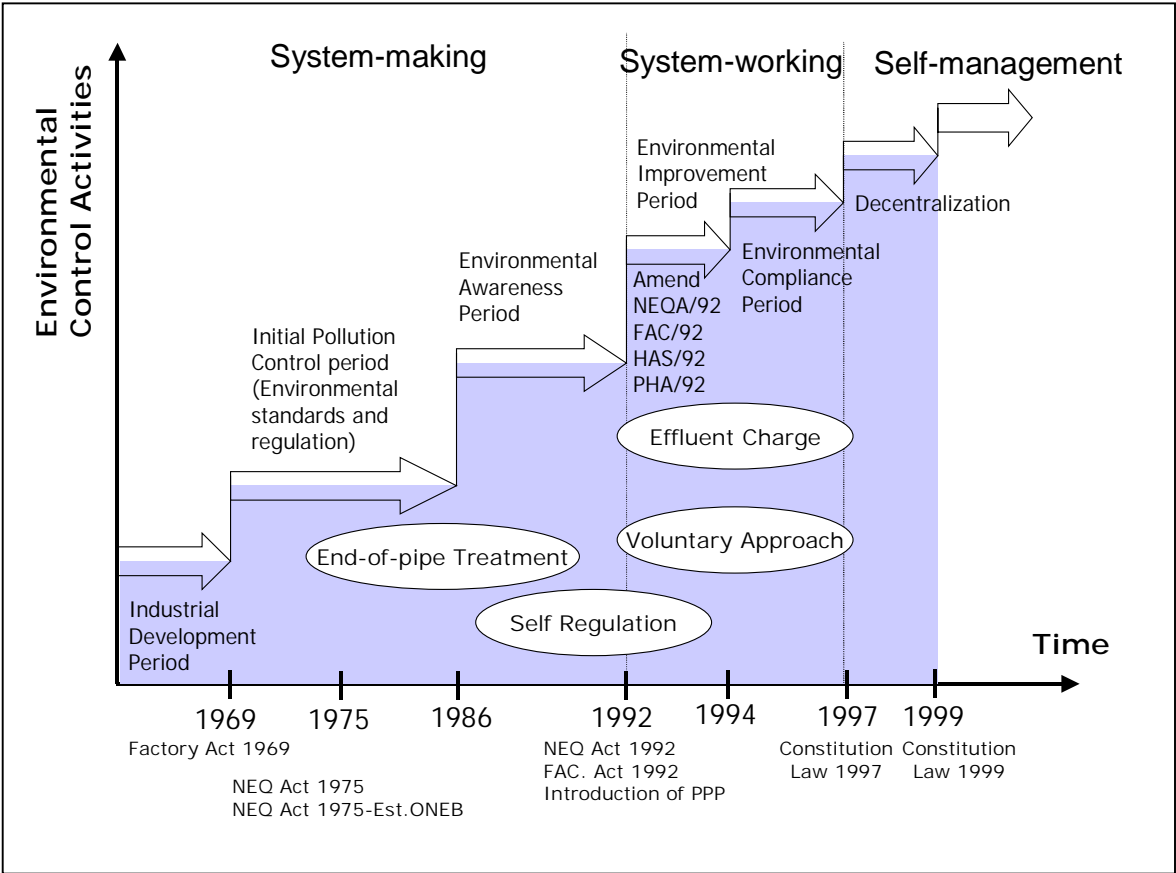 System-making
System-working
Self-management
Environmental
Control Activities
Environmental
Improvement
Period
Decentralization
Environmental
Awareness
Period
Amend
NEQA/92
FAC/92
HAS/92
PHA/92
Environmental
Compliance
Period
Initial Pollution
Control period
(Environmental
standards and
regulation)
Effluent Charge
End-of-pipe Treatment
Voluntary Approach
Self Regulation
Industrial
Development
Period
Time
1969
1975
1986
1992
1994
1997
1999
Factory Act 1969
NEQ Act 1975
NEQ Act 1975-Est.ONEB
NEQ Act 1992
FAC. Act 1992
Introduction of PPP
Constitution
Law 1997
Constitution
Law 1999